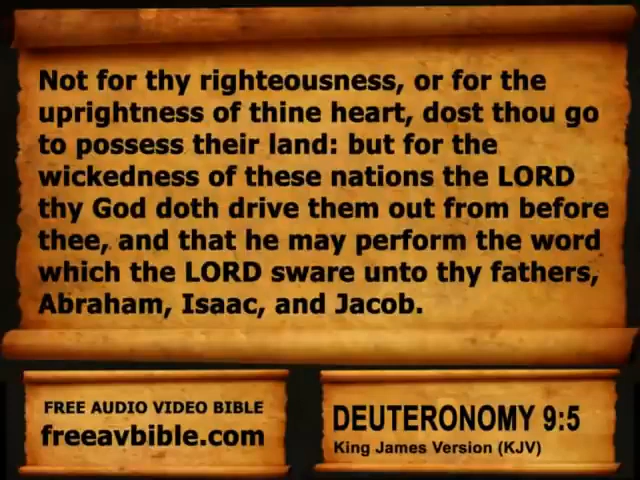 Not for thy righteousness, or for the
uprightness of thine heart, dost thou go
to possess their land: but for the
wickedness of these nations the LORD
thy God doth drive them out from before
thee, and that he may perform the word
which the LORD sware unto thy fathers,
Abraham, Isaac, and Jacob.
FREE AUDIO VIDEO BIBLE
freeavbible.com
DEUTERONOMY 9:5
King James Version (KJV)